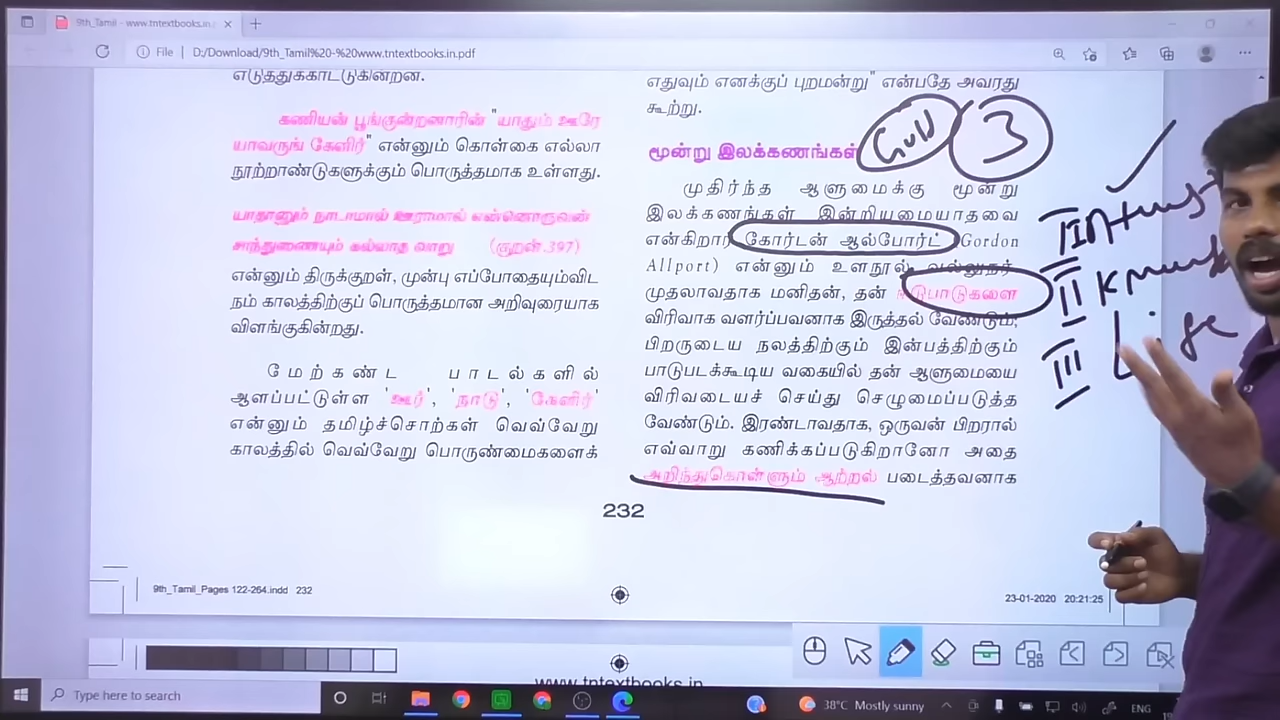 9th_Tamil - www.tntextbooks.in
File
D:/Download/9th_Tamil%20-%20www.tntextbooks.in.pdf
எடுத்துக்காட்டுகின்றன.
கணியன் பூங்குன்றனாரின் "யாதும் ஊரே
யாவருங் கேளிர்" என்னும் கொள்கை எல்லா
நூற்றாண்டுகளுக்கும் பொருத்தமாக உள்ளது.
யாதானும் நாடாமால் ஊராமால் என்னொருவன்
சாந்துணையும் கல்லாத வாறு (குறள்.397)
என்னும் திருக்குறள், முன்பு எப்போதையும்விட
நம் காலத்திற்குப் பொருத்தமான அறிவுரையாக
விளங்குகின்றது.
மேற்கண்ட பாடல்களில்
ஆளப்பட்டுள்ள 'ஊர்', 'நாடு', 'கேளிர்'
என்னும் தமிழ்ச்சொற்கள் வெவ்வேறு
காலத்தில் வெவ்வேறு பொருண்மைகளைக்
எதுவும் எனக்குப் புறமன்று" என்பதே அவரது
கூற்று.
மூன்று இலக்கணங்கள்
3
முதிர்ந்த ஆளுமைக்கு மூன்று
இலக்கணங்கள் இன்றியமையாதவை
என்கிறார் கோர்டன் ஆல்போர்ட் (Gordon
Allport) என்னும் உளநூல் வல்லுநர்.
முதலாவதாக மனிதன், தன் ஈடுபாடுகளை
விரிவாக வளர்ப்பவனாக இருத்தல் வேண்டும்;
பிறருடைய நலத்திற்கும் இன்பத்திற்கும்
பாடுபடக்கூடிய வகையில் தன் ஆளுமையை
விரிவடையச் செய்து செழுமைப்படுத்த
வேண்டும். இரண்டாவதாக, ஒருவன் பிறரால்
எவ்வாறு கணிக்கப்படுகிறானோ அதை
அறிந்துகொள்ளும் ஆற்றல் படைத்தவனாக
I
II
III
232
9th_Tamil_Pages 122-264.indd 232
23-01-2020 20:21:25
www.tntextbooks.in
Type here to search
38°C Mostly sunny
ENG